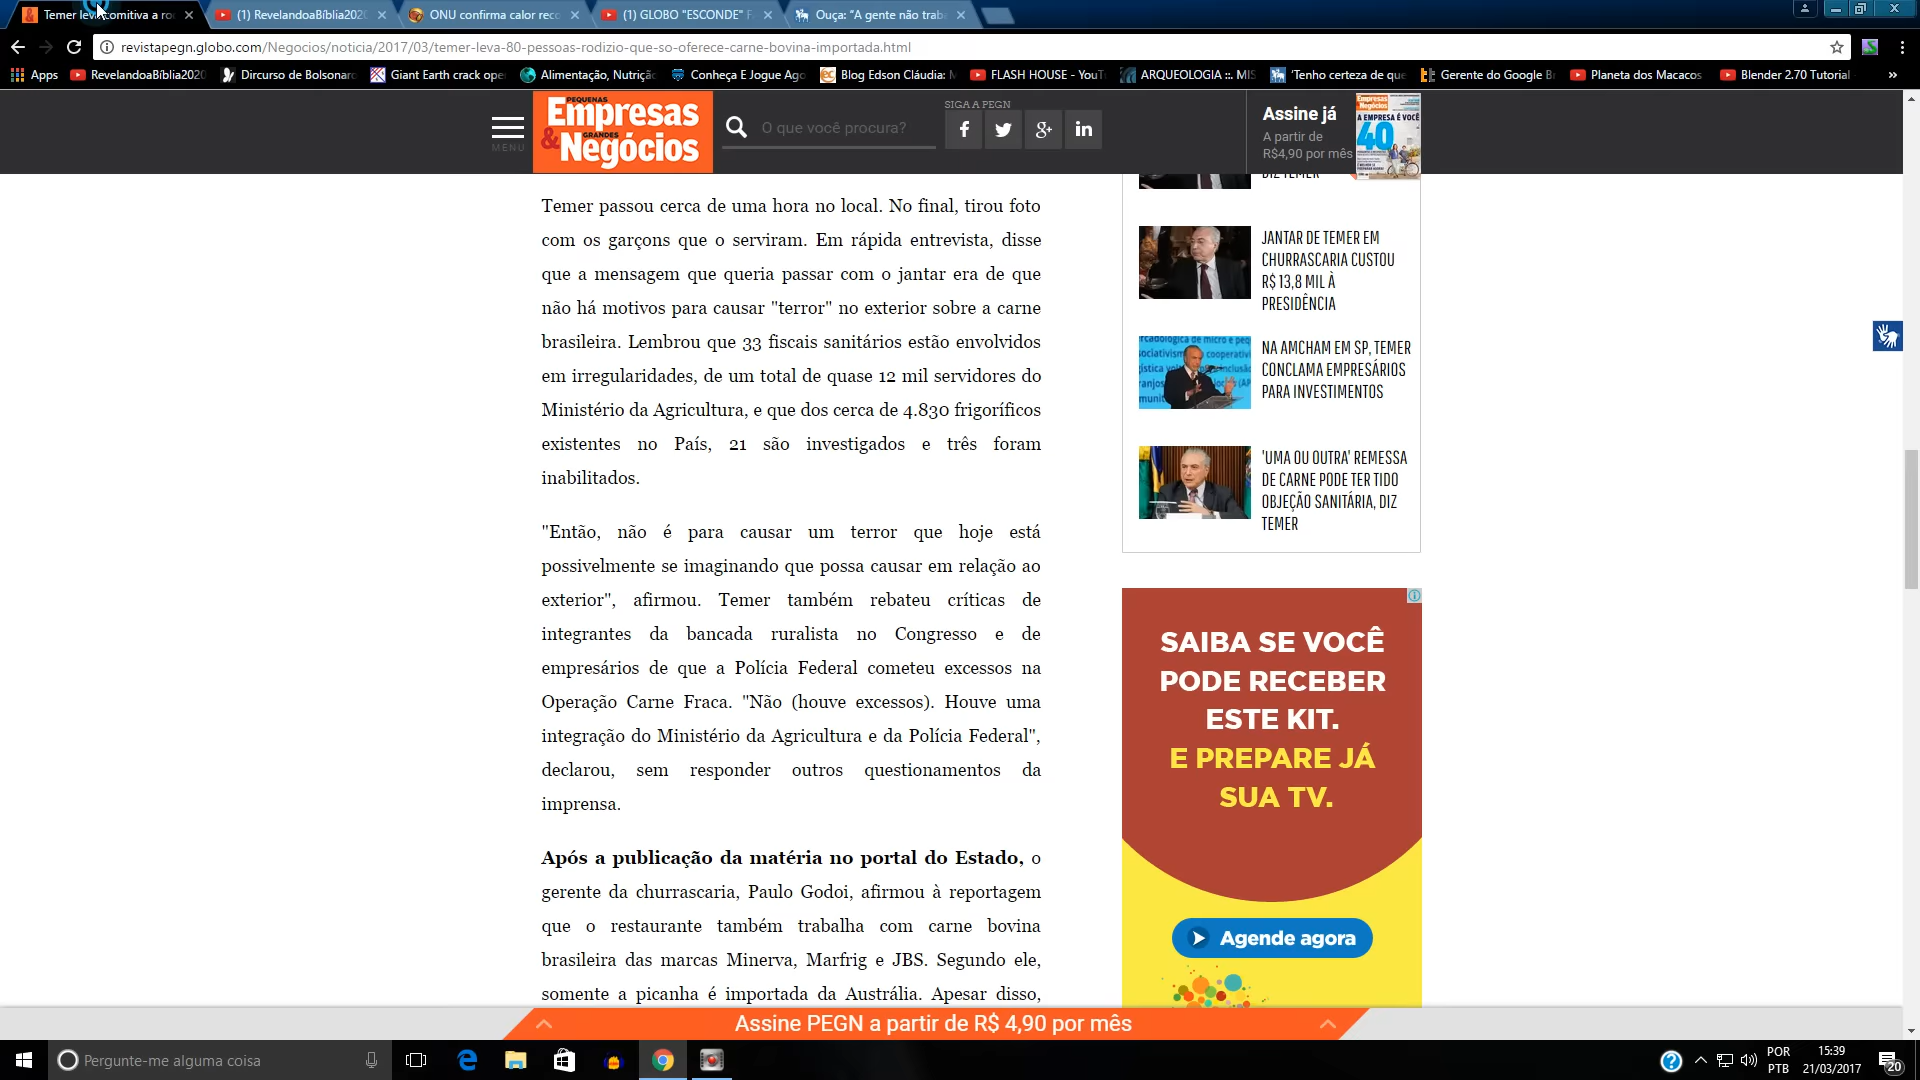 Temer leva comitiva a ro
(1) RevelandoaBíblia2020
ONU confirma calor reco
(1) GLOBO "ESCONDE" F
Ouça: "A gente não trab
revistapegn.globo.com/Negocios/noticia/2017/03/temer-leva-80-pessoas-rodizio-que-so-oferece-carne-bovina-importada.html
Apps
RevelandoaBíblia2020
Dircurso de Bolsonaro
Giant Earth crack ope
Alimentação, Nutriçã
Conheça E Jogue Ago
Blog Edson Cláudia: M
FLASH HOUSE - YouT
ARQUEOLOGIA ::. MIS
'Tenho certeza de que
Gerente do Google Br
Planeta dos Macacos
Blender 2.70 Tutorial
MENU
PEQUENAS
Empresas
& GRANDES
Negócios
O que você procura?
SIGA A PEGN
Assine já
A partir de
R$4,90 por mês
Empresas
Negócios
A EMPRESA É VOCÊ
40
Temer passou cerca de uma hora no local. No final, tirou foto
com os garçons que o serviram. Em rápida entrevista, disse
que a mensagem que queria passar com o jantar era de que
não há motivos para causar "terror" no exterior sobre a carne
brasileira. Lembrou que 33 fiscais sanitários estão envolvidos
em irregularidades, de um total de quase 12 mil servidores do
Ministério da Agricultura, e que dos cerca de 4.830 frigoríficos
existentes no País, 21 são investigados e três foram
inabilitados.
"Então, não é para causar um terror que hoje está
possivelmente se imaginando que possa causar em relação ao
exterior", afirmou. Temer também rebateu críticas de
integrantes da bancada ruralista no Congresso e de
empresários de que a Polícia Federal cometeu excessos na
Operação Carne Fraca. "Não (houve excessos). Houve uma
integração do Ministério da Agricultura e da Polícia Federal",
declarou, sem responder outros questionamentos da
imprensa.
Após a publicação da matéria no portal do Estado, o
gerente da churrascaria, Paulo Godoi, afirmou à reportagem
que o restaurante também trabalha com carne bovina
brasileira das marcas Minerva, Marfrig e JBS. Segundo ele,
somente a picanha é importada da Austrália. Apesar disso,
DIZ TEMER
JANTAR DE TEMER EM
CHURRASCARIA CUSTOU
R$ 13,8 MIL À
PRESIDÊNCIA
NA AMCHAM EM SP, TEMER
CONCLAMA EMPRESÁRIOS
PARA INVESTIMENTOS
'UMA OU OUTRA' REMESSA
DE CARNE PODE TER TIDO
OBJEÇÃO SANITÁRIA, DIZ
TEMER
SAIBA SE VOCÊ
PODE RECEBER
ESTE KIT.
E PREPARE JÁ
SUA TV.
Agende agora
Assine PEGN a partir de R$ 4,90 por mês
Pergunte-me alguma coisa
POR
PTB
15:39
21/03/2017
20